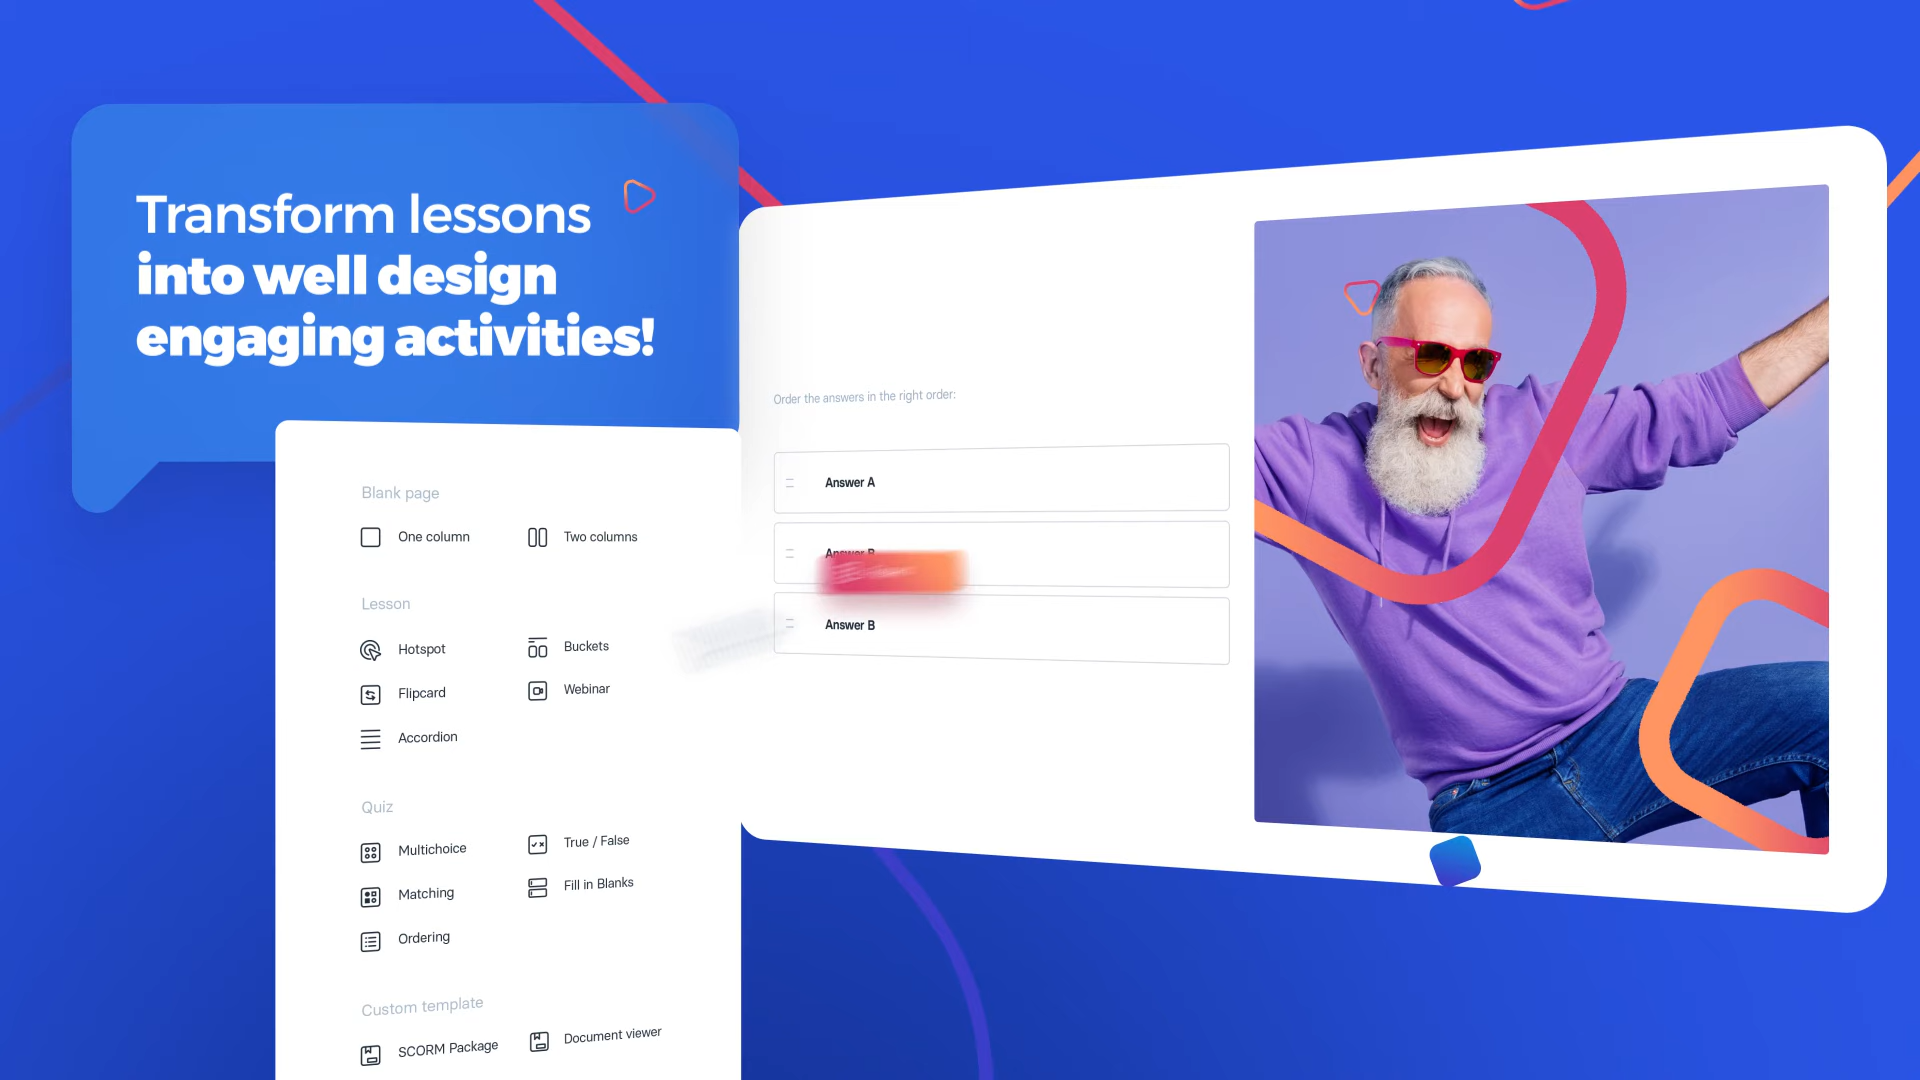 Transform lessons
into well design
engaging activities!
Blank page
One column
Two columns
Lesson
Hotspot
Buckets
Flipcard
Webinar
Accordion
Quiz
Multichoice
True / False
Matching
Fill in Blanks
Ordering
Custom template
SCORM Package
Document viewer
Order the answers in the right order:
Answer A
Answer B
Answer B